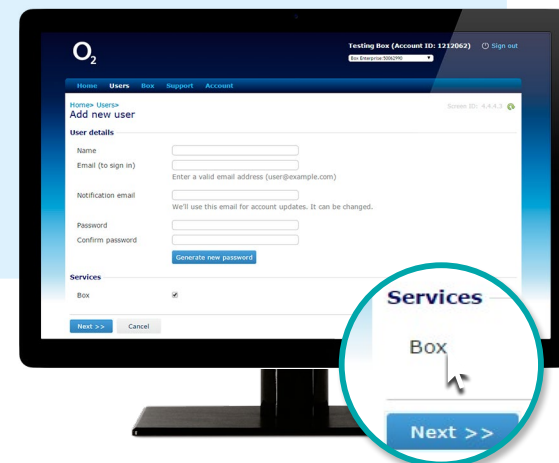 O2
Testing Box (Account ID: 1212062) Sign out
Box Enterprise 50062990
Home Users Box Support Account
Home> Users>
Screen ID: 4.4.4.3
Add new user
User details
Name
Email (to sign in)
Enter a valid email address (user@example.com)
Notification email
We'll use this email for account updates. It can be changed.
Password
Confirm password
Generate new password
Services
Box
Next >> Cancel
Services
Box
Next >>